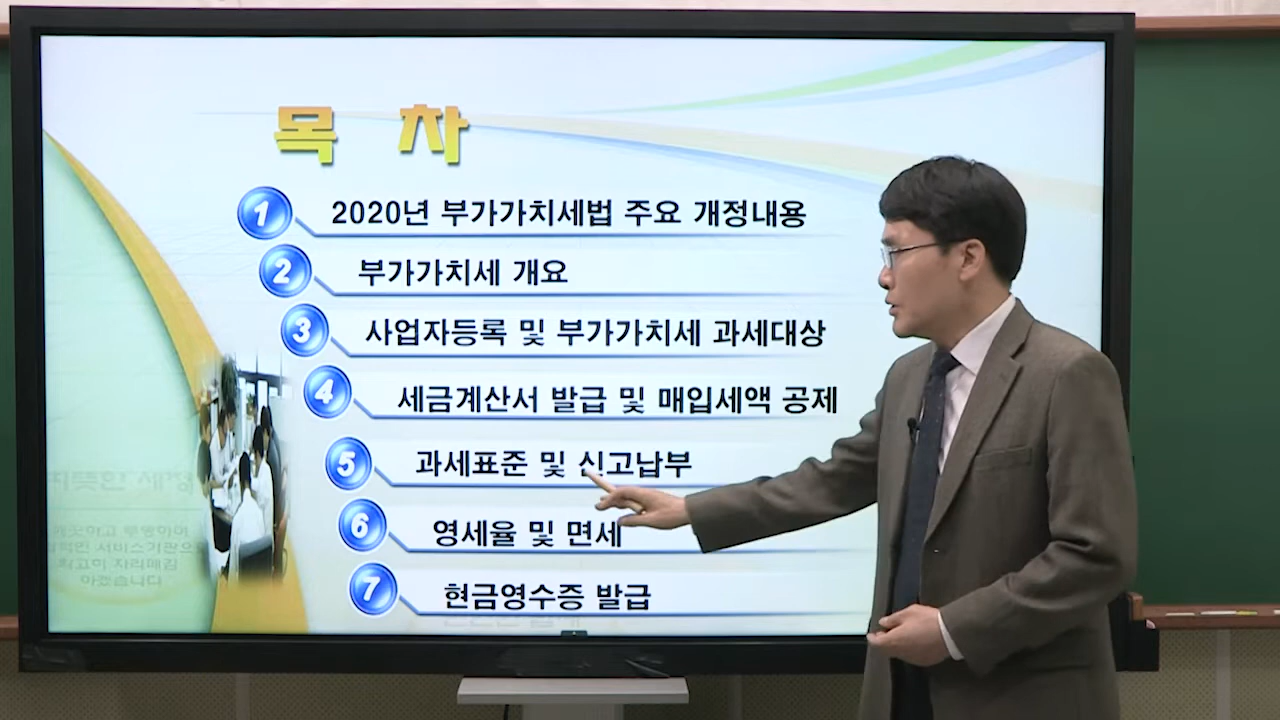 목 차
1 2020년 부가가치세법 주요 개정내용
2 부가가치세 개요
3 사업자등록 및 부가가치세 과세대상
4 세금계산서 발급 및 매입세액 공제
5 과세표준 및 신고납부
6 영세율 및 면세
7 현금영수증 발급